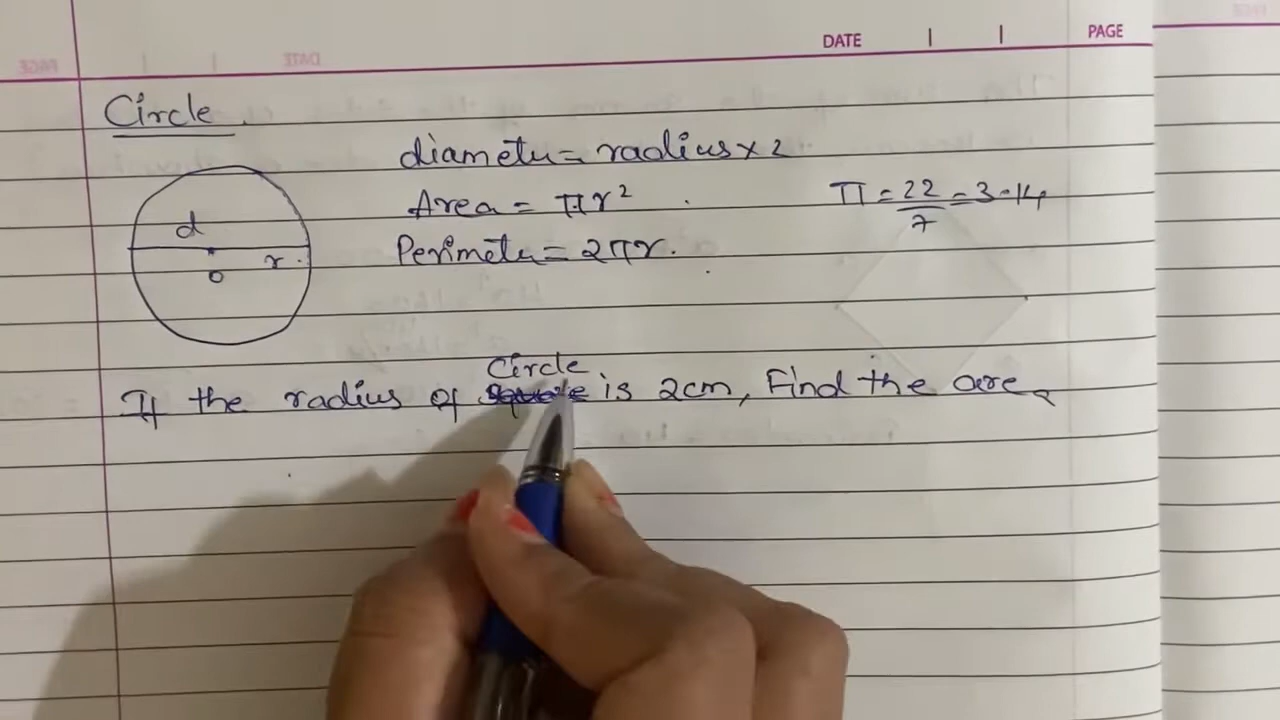 DATE
PAGE
Circle
diameter = radius × 2
Area = πr²
π = 22/7 = 3.14
Perimeter = 2πr.
d
r.
o
Circle
If the radius of square is 2cm, Find the area